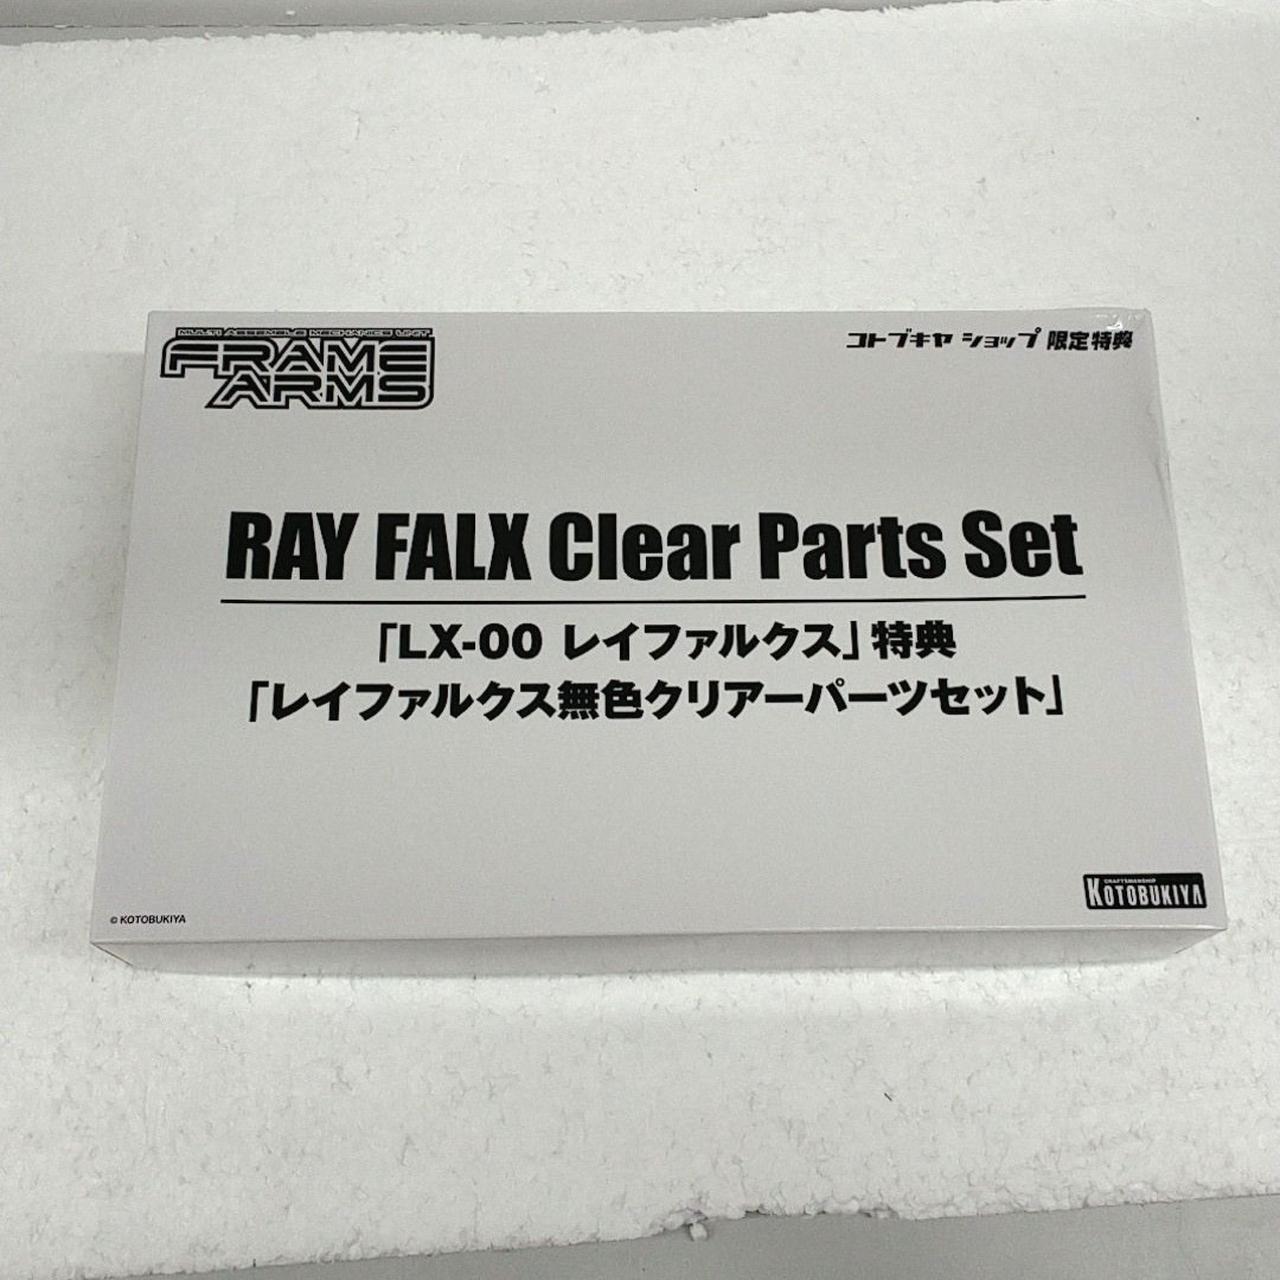 MULTI ASSEMBLE MECHANICS UNIT
FRAME
ARMS
コトブキヤ ショップ 限定特典
RAY FALX Clear Parts Set
「LX-00 レイファルクス」特典
「レイファルクス無色クリアーパーツセット」
© KOTOBUKIYA
CRAFTSMANSHIP
KOTOBUKIYA